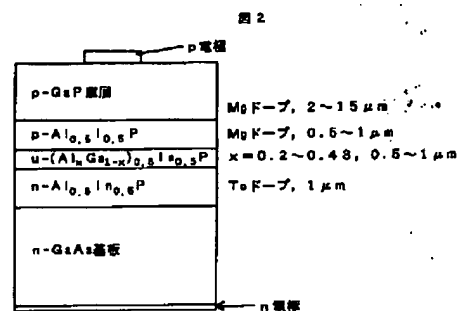 図2
p電極
p-GaP窓層
Mgドープ, 2～15μm
p-Al0.5In0.5P
Mgドープ, 0.5～1μm
u-(AlxGa1-x)0.5In0.5P
x=0.2～0.43, 0.5～1μm
n-Al0.5In0.5P
Teドープ, 1μm
n-GaAs基板
n電極